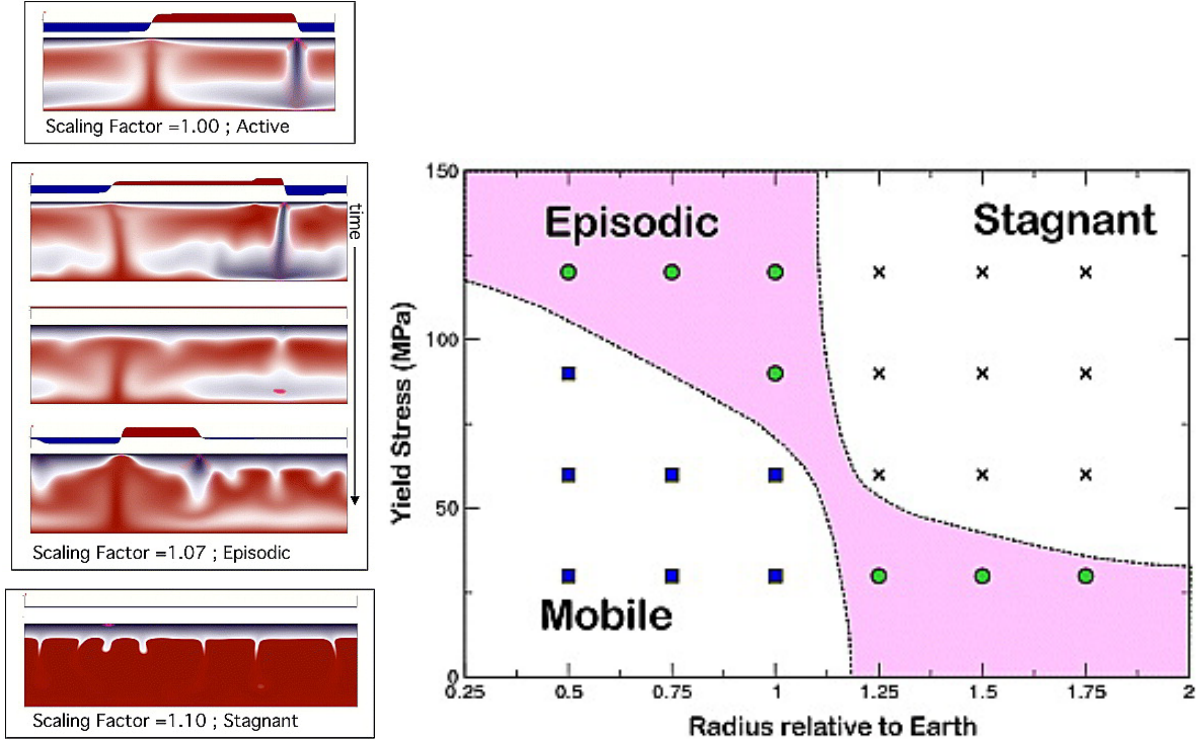 Scaling Factor =1.00 ; Active
time
Scaling Factor =1.07 ; Episodic
Scaling Factor =1.10 ; Stagnant
150
100
50
0
Yield Stress (MPa)
Episodic
Stagnant
Mobile
0.25 0.5 0.75 1 1.25 1.5 1.75 2
Radius relative to Earth